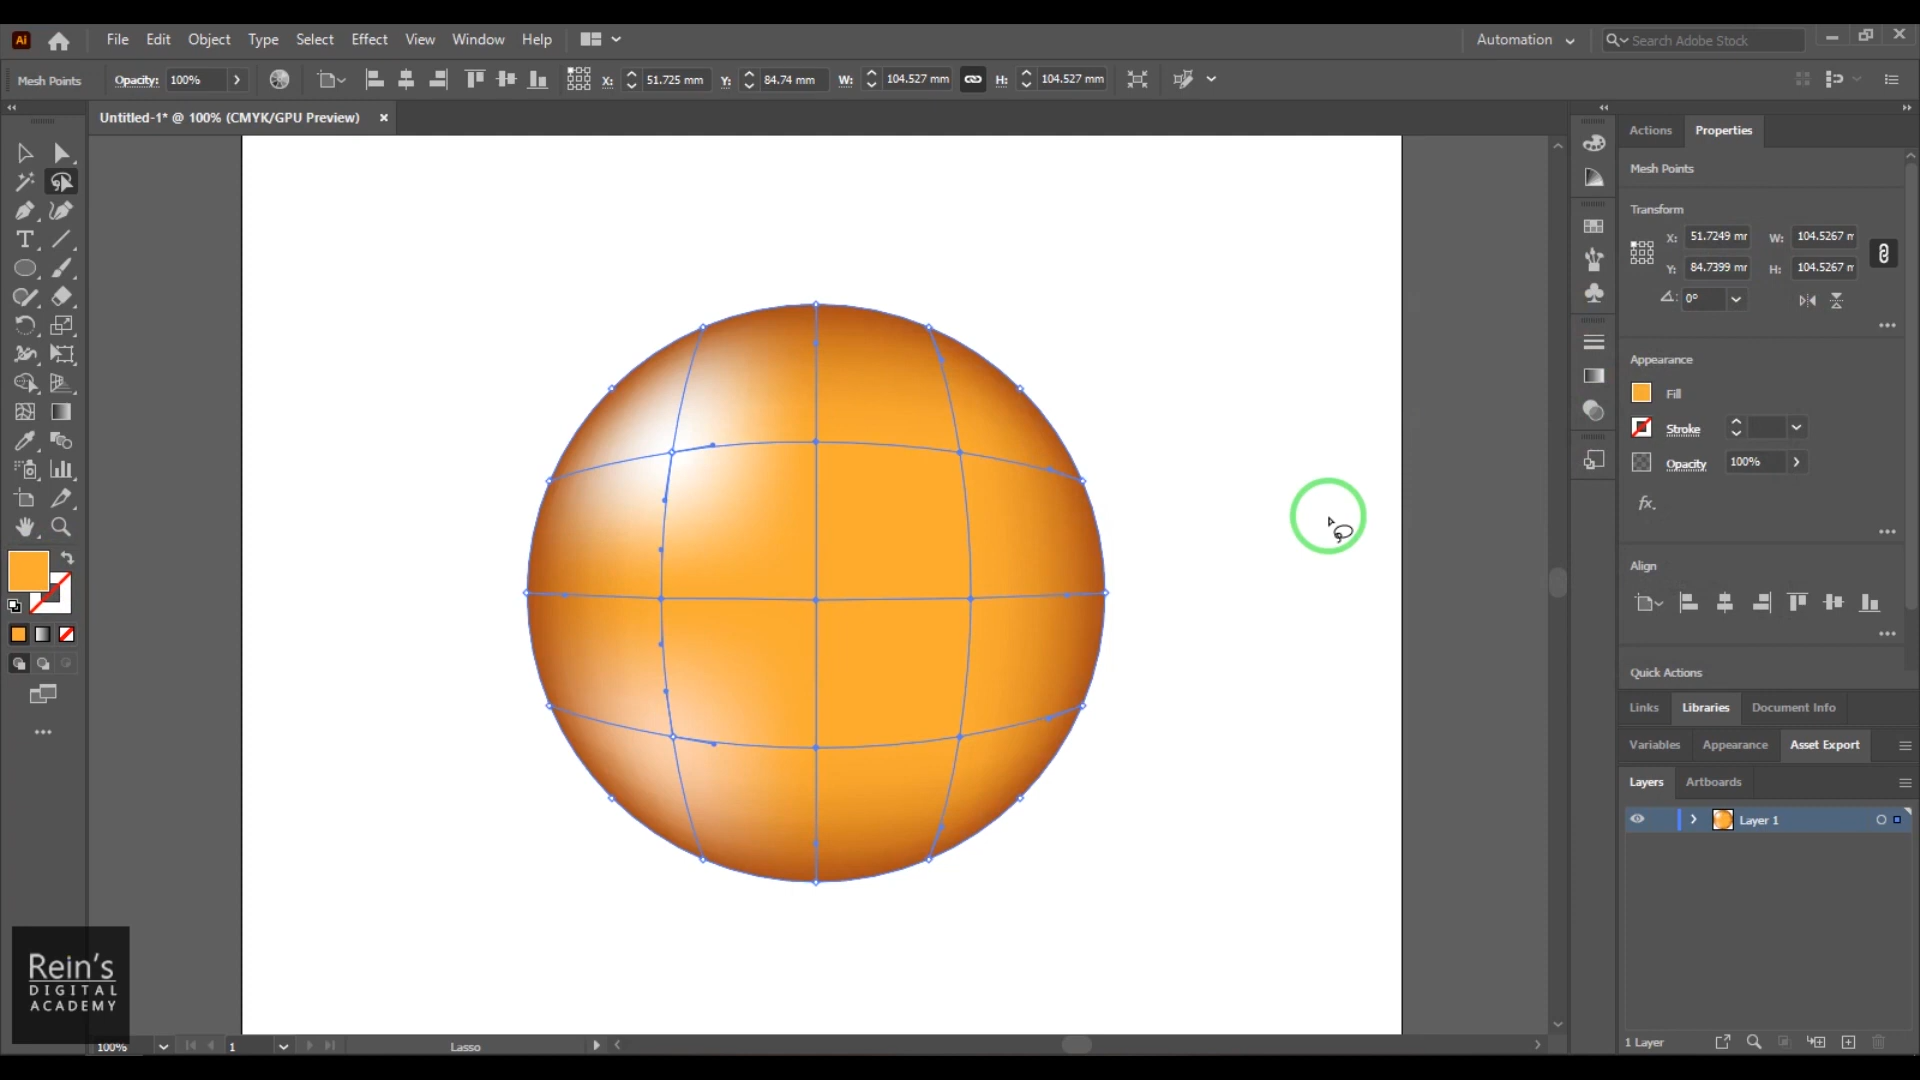 Ai File Edit Object Type Select Effect View Window Help Automation Search Adobe Stock
Mesh Points Opacity: 100% X: 51.725 mm Y: 84.74 mm W: 104.527 mm H: 104.527 mm
Untitled-1* @ 100% (CMYK/GPU Preview) ×
Actions Properties
Mesh Points
Transform
X: 51.7249 mr W: 104.5267 m
Y: 84.7399 mr H: 104.5267 m
0°
Appearance
Fill
Stroke
Opacity 100%
fx.
Align
Quick Actions
Links Libraries Document Info
Variables Appearance Asset Export
Layers Artboards
Layer 1
Rein's
DIGITAL
ACADEMY
100% 1 Lasso
1 Layer